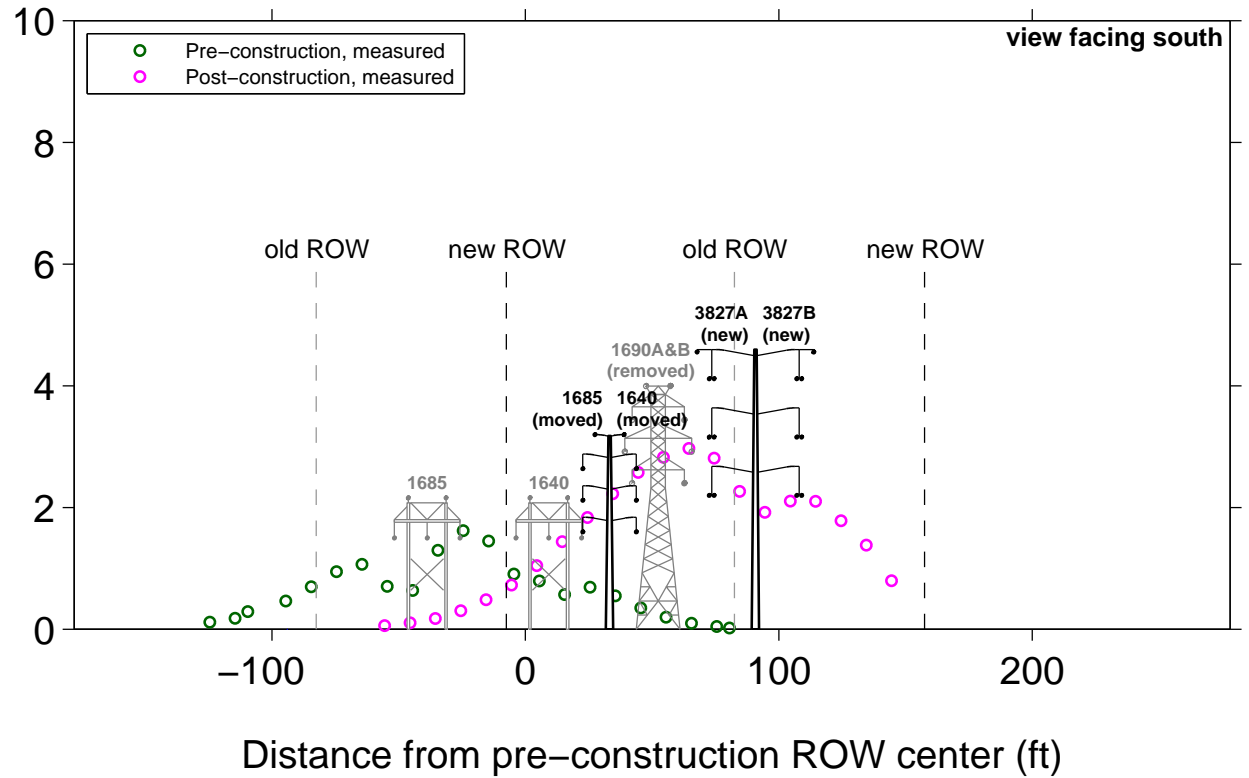 10
8
6
4
2
0
view facing south
Pre−construction, measured
Post−construction, measured
old ROW
new ROW
old ROW
new ROW
3827A
(new)
3827B
(new)
1690A&B
(removed)
1685
(moved)
1640
(moved)
1685
1640
−100
0
100
200
Distance from pre−construction ROW center (ft)